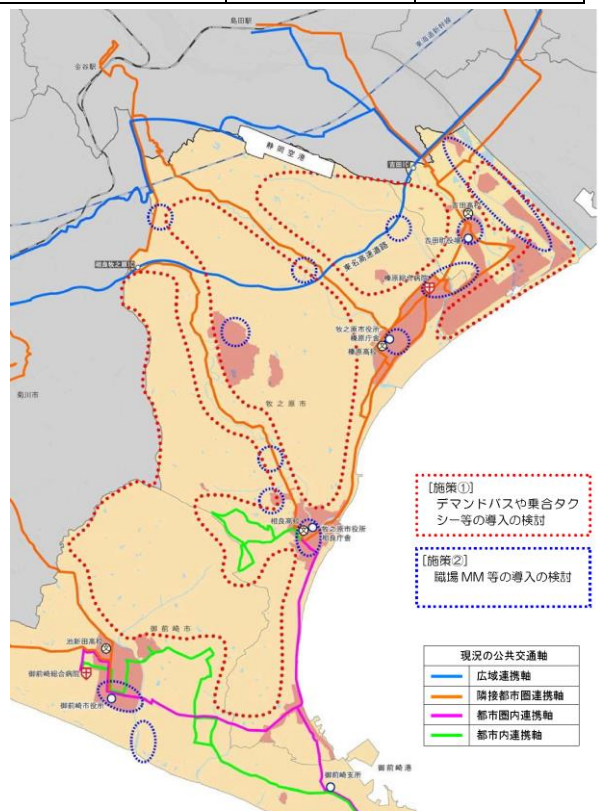 島田駅
東海道新幹線
金谷駅
静岡空港
吉田IC
吉田高校
吉田町役場
東名高速道路
榛原総合病院
相良牧之原IC
牧之原市役所
榛原庁舎
榛原高校
牧之原市
菊川市
[施策①]
デマンドバスや乗合タク
シー等の導入の検討
相良高校
牧之原市役所
相良庁舎
[施策②]
職場 MM 等の導入の検討
御前崎市
池新田高校
御前崎総合病院
御前崎市役所
現況の公共交通軸
広域連携軸
隣接都市圏連携軸
都市圏内連携軸
都市内連携軸
御前崎港
御前崎支所